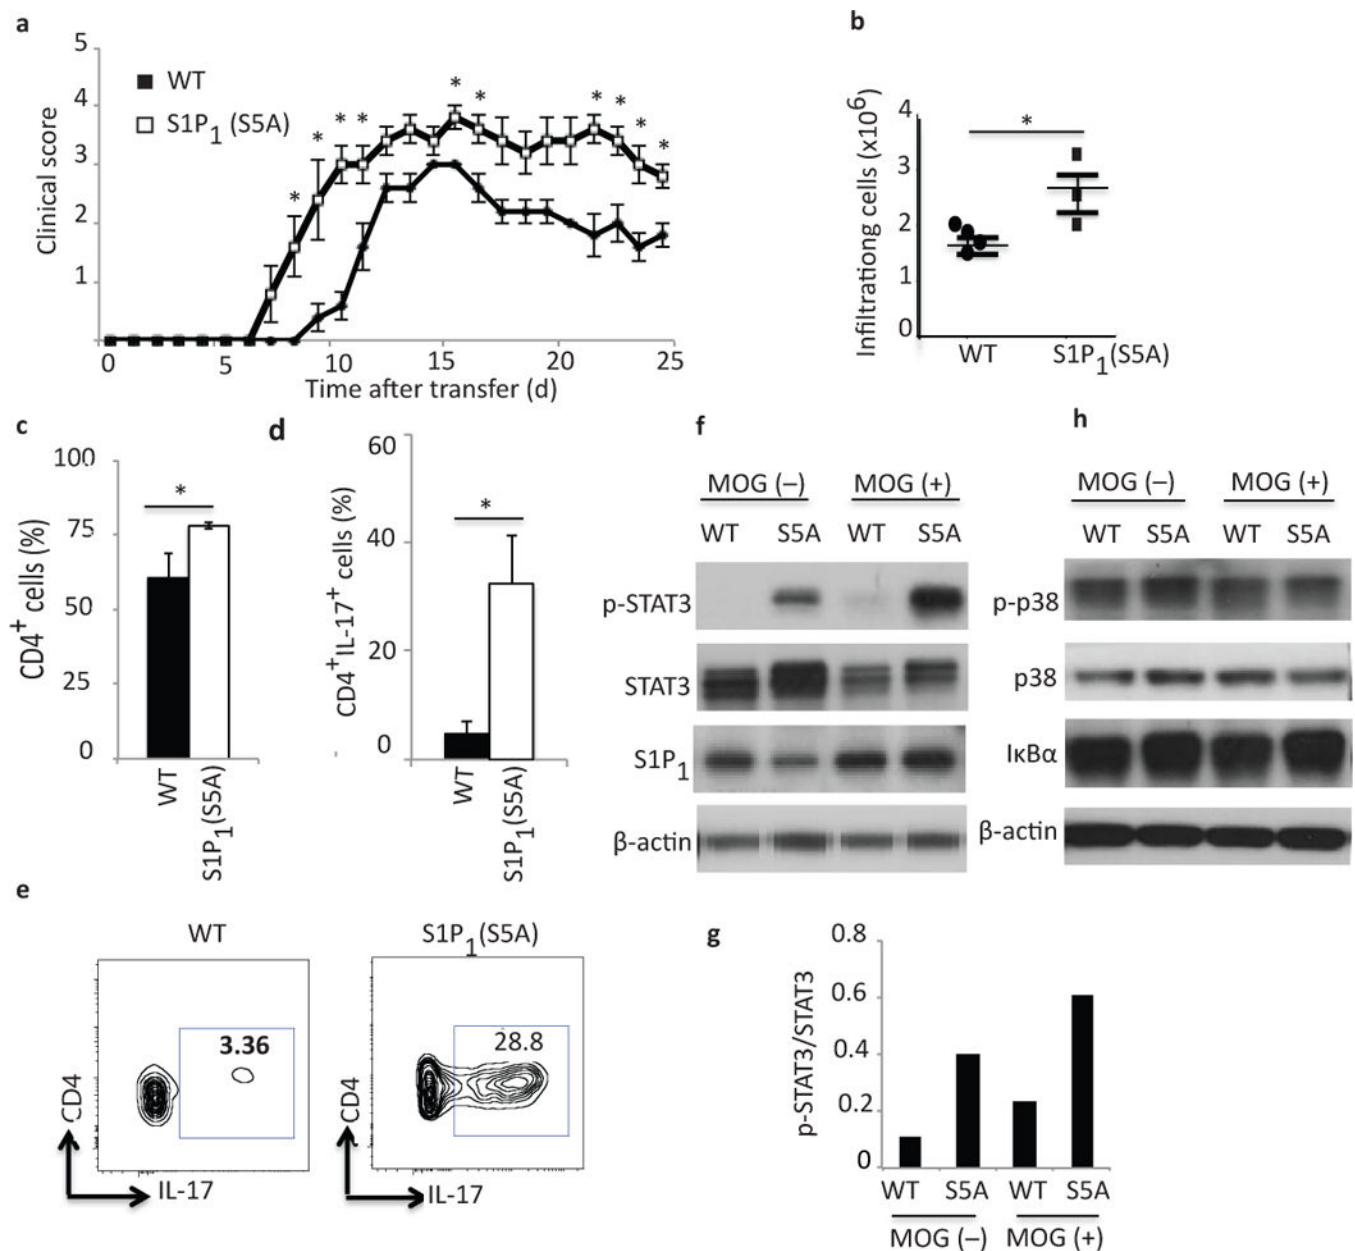 a
5
4
3
2
1
Clinical score
WT
S1P1 (S5A)
* * * * * * * * * *
0 5 10 15 20 25
Time after transfer (d)
b
Infiltrationg cells (x10⁶)
4
3
2
1
0
*
WT S1P1(S5A)
c
CD4+ cells (%)
100
75
50
25
0
*
WT
S1P1(S5A)
d
CD4+IL-17+ cells (%)
60
40
20
0
*
WT
S1P1(S5A)
e
WT S1P1(S5A)
3.36 28.8
CD4 CD4
IL-17 IL-17
f
MOG (–) MOG (+)
WT S5A WT S5A
p-STAT3
STAT3
S1P1
β-actin
h
MOG (–) MOG (+)
WT S5A WT S5A
p-p38
p38
IκBα
β-actin
g
p-STAT3/STAT3
0.8
0.6
0.4
0.2
0
WT S5A WT S5A
MOG (–) MOG (+)